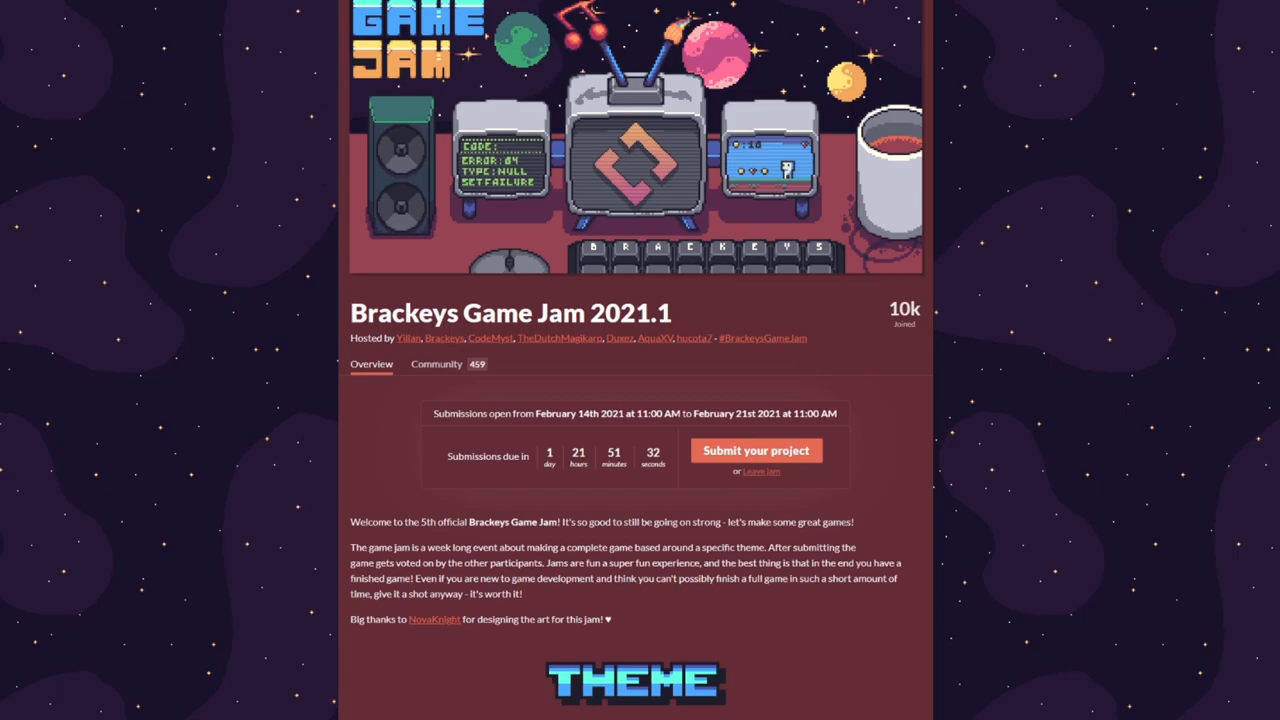 GAME
JAM
CODE:
ERROR:04
TYPE:NULL
SETFAILURE
:10
B R A C K E Y S
Brackeys Game Jam 2021.1
10k
Joined
Hosted by Yilian, Brackeys, CodeMyst, TheDutchMagikarp, Duxez, AquaXV, hucota7 · #BrackeysGameJam
Overview Community 459
Submissions open from February 14th 2021 at 11:00 AM to February 21st 2021 at 11:00 AM
Submissions due in 1 day 21 hours 51 minutes 32 seconds
Submit your project
or Leave jam
Welcome to the 5th official Brackeys Game Jam! It's so good to still be going on strong - let's make some great games!
The game jam is a week long event about making a complete game based around a specific theme. After submitting the
game gets voted on by the other participants. Jams are fun a super fun experience, and the best thing is that in the end you have a
finished game! Even if you are new to game development and think you can't possibly finish a full game in such a short amount of
time, give it a shot anyway - it's worth it!
Big thanks to NovaKnight for designing the art for this jam! ♥
THEME